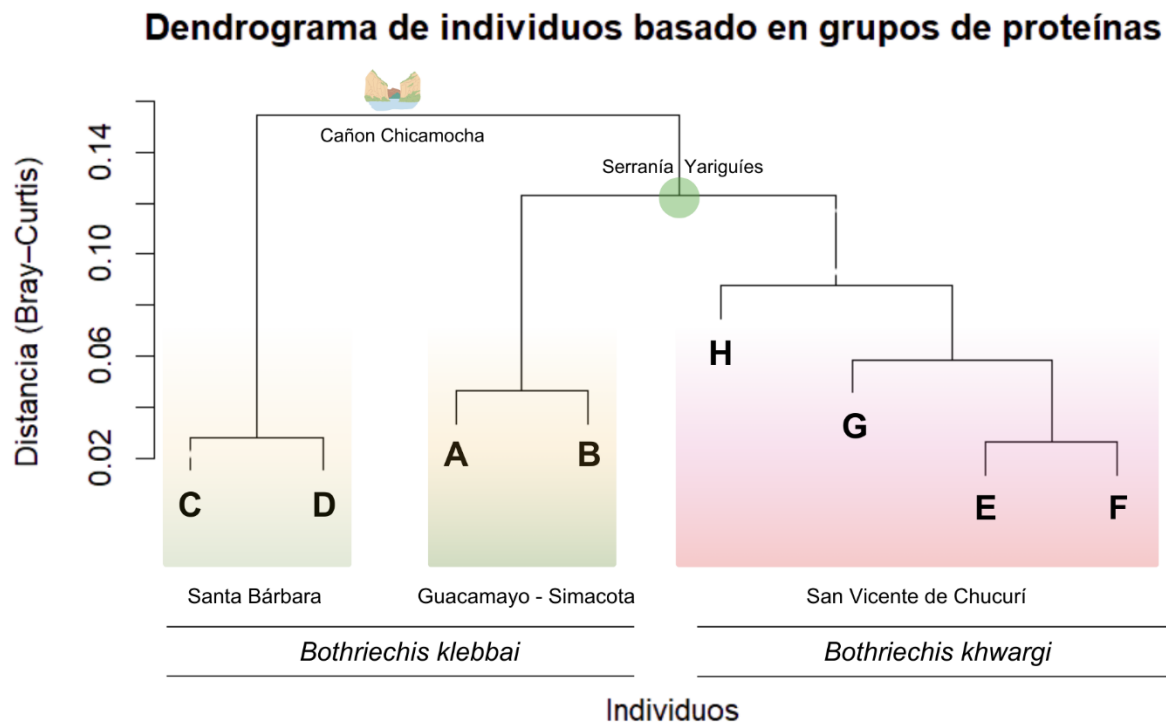 Dendrograma de individuos basado en grupos de proteínas
Cañon Chicamocha
Serranía Yariguíes
Distancia (Bray–Curtis)
0.14
0.10
0.06
0.02
H
G
A B
C D
E F
Santa Bárbara
Guacamayo - Simacota
San Vicente de Chucurí
Bothriechis klebbai
Bothriechis khwargi
Individuos